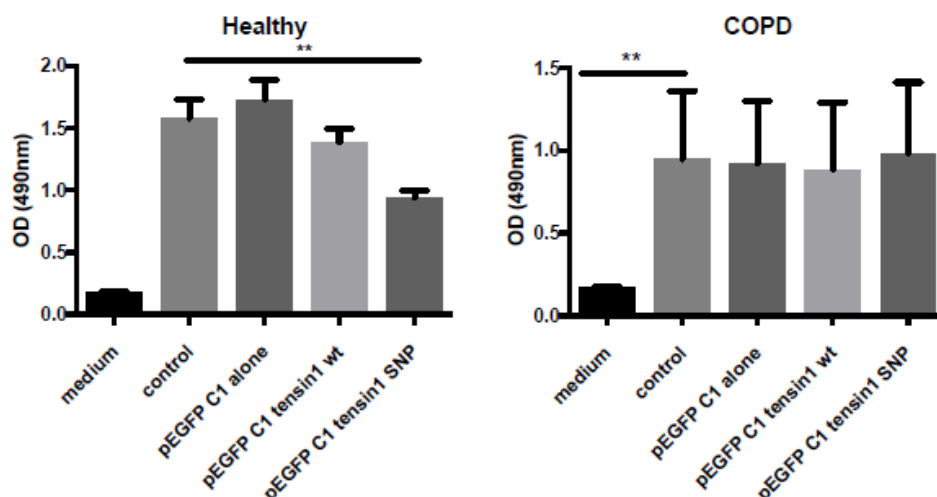 Healthy
**
OD (490nm)
2.0
1.5
1.0
0.5
0.0
medium
control
pEGFP C1 alone
pEGFP C1 tensin1 wt
pEGFP C1 tensin1 SNP
COPD
**
OD (490nm)
1.5
1.0
0.5
0.0
medium
control
pEGFP C1 alone
pEGFP C1 tensin1 wt
pEGFP C1 tensin1 SNP